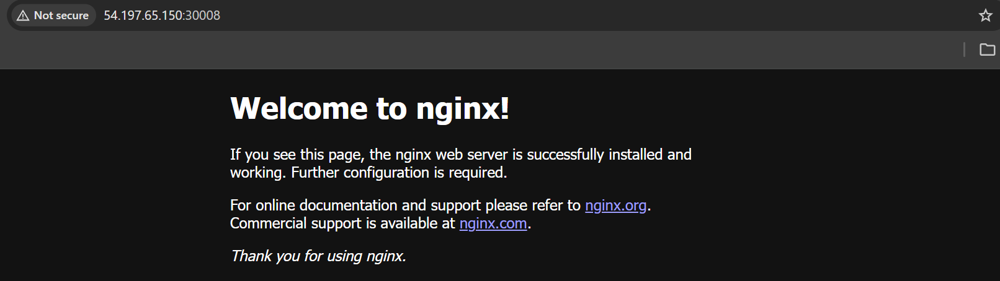 Not secure 54.197.65.150:30008
Welcome to nginx!
If you see this page, the nginx web server is successfully installed and
working. Further configuration is required.
For online documentation and support please refer to nginx.org.
Commercial support is available at nginx.com.
Thank you for using nginx.